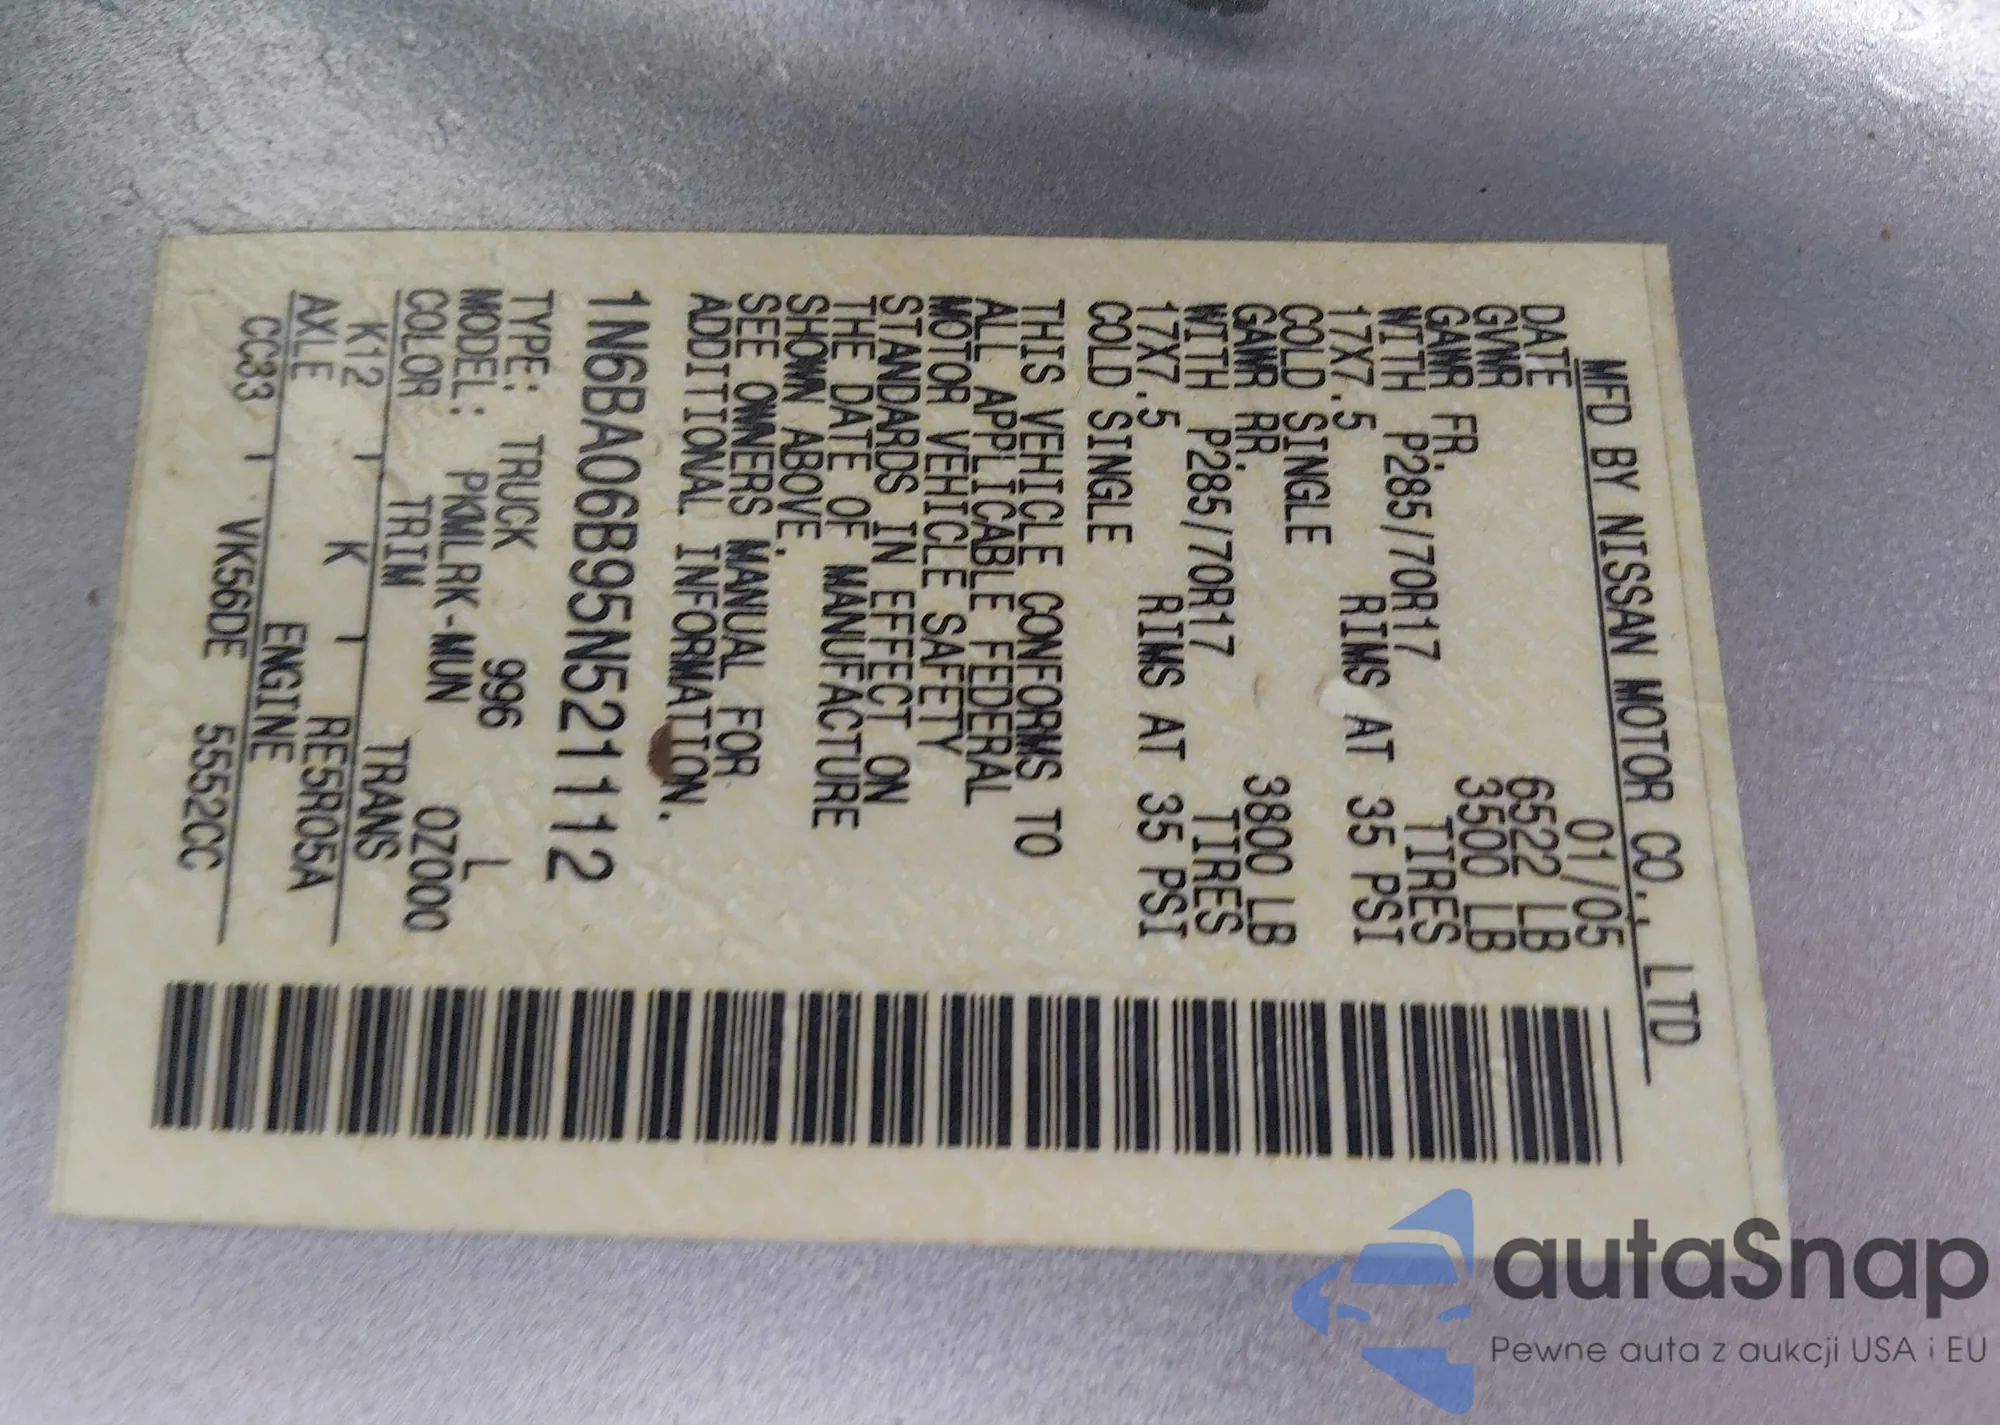 MFD BY NISSAN MOTOR CO., LTD
DATE 01/05
GVWR 6522 LB
GAWR FR. 3500 LB
WITH P285/70R17 TIRES
17X7.5 RIMS AT 35 PSI
COLD SINGLE
GAWR RR. 3800 LB
WITH P285/70R17 TIRES
17X7.5 RIMS AT 35 PSI
COLD SINGLE
THIS VEHICLE CONFORMS TO
ALL APPLICABLE FEDERAL
MOTOR VEHICLE SAFETY
STANDARDS IN EFFECT ON
THE DATE OF MANUFACTURE
SHOWN ABOVE.
SEE OWNERS MANUAL FOR
ADDITIONAL INFORMATION.
1N6BA06B95N521112
TYPE: TRUCK 996 L
MODEL: PKMLRK-MUN 0Z000
COLOR TRIM TRANS
K12 K RE5R05A
AXLE ENGINE
CC33 VK56DE 5552CC
autaSnap
Pewne auta z aukcji USA i EU